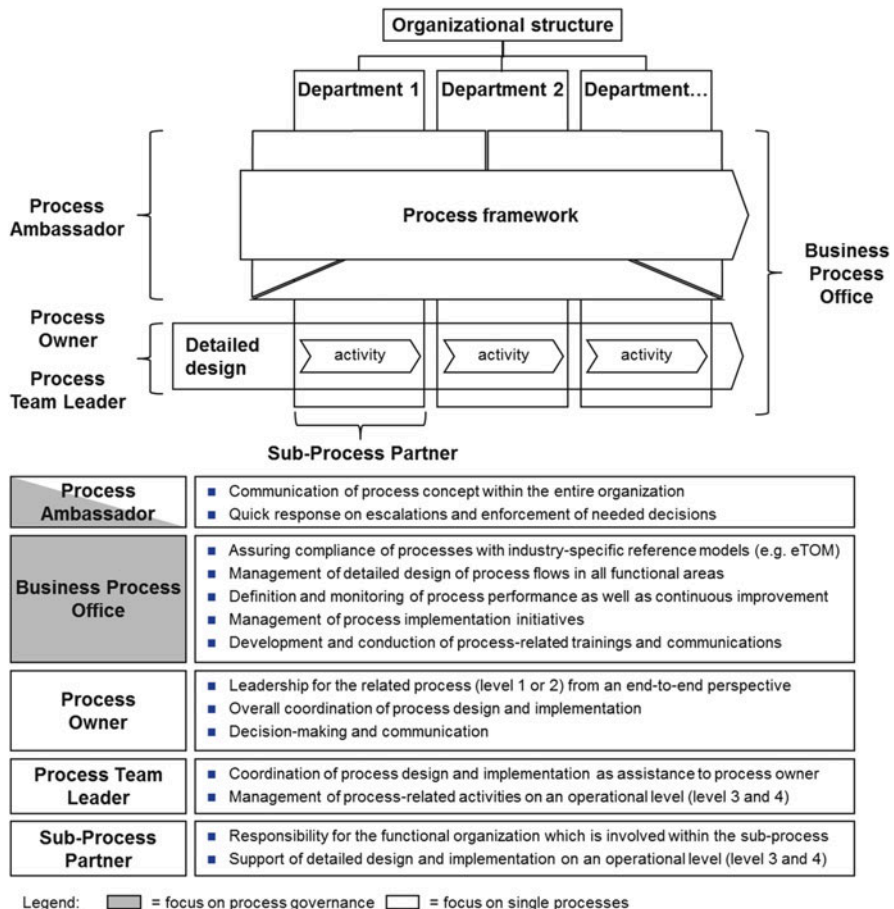 Organizational structure
Department 1
Department 2
Department…
Process
Ambassador
Process framework
Business
Process
Office
Process
Owner
Process
Team Leader
Detailed
design
activity
activity
activity
Sub-Process Partner
Process
Ambassador
■ Communication of process concept within the entire organization
■ Quick response on escalations and enforcement of needed decisions
Business Process
Office
■ Assuring compliance of processes with industry-specific reference models (e.g. eTOM)
■ Management of detailed design of process flows in all functional areas
■ Definition and monitoring of process performance as well as continuous improvement
■ Management of process implementation initiatives
■ Development and conduction of process-related trainings and communications
Process
Owner
■ Leadership for the related process (level 1 or 2) from an end-to-end perspective
■ Overall coordination of process design and implementation
■ Decision-making and communication
Process Team
Leader
■ Coordination of process design and implementation as assistance to process owner
■ Management of process-related activities on an operational level (level 3 and 4)
Sub-Process
Partner
■ Responsibility for the functional organization which is involved within the sub-process
■ Support of detailed design and implementation on an operational level (level 3 and 4)
Legend: = focus on process governance = focus on single processes